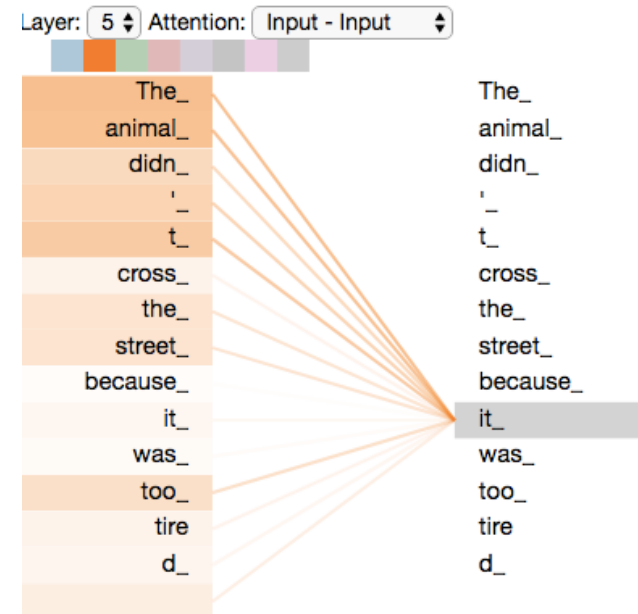 Layer: 5 Attention: Input - Input
The_ The_
animal_ animal_
didn_ didn_
'_ '_
t_ t_
cross_ cross_
the_ the_
street_ street_
because_ because_
it_ it_
was_ was_
too_ too_
tire tire
d_ d_